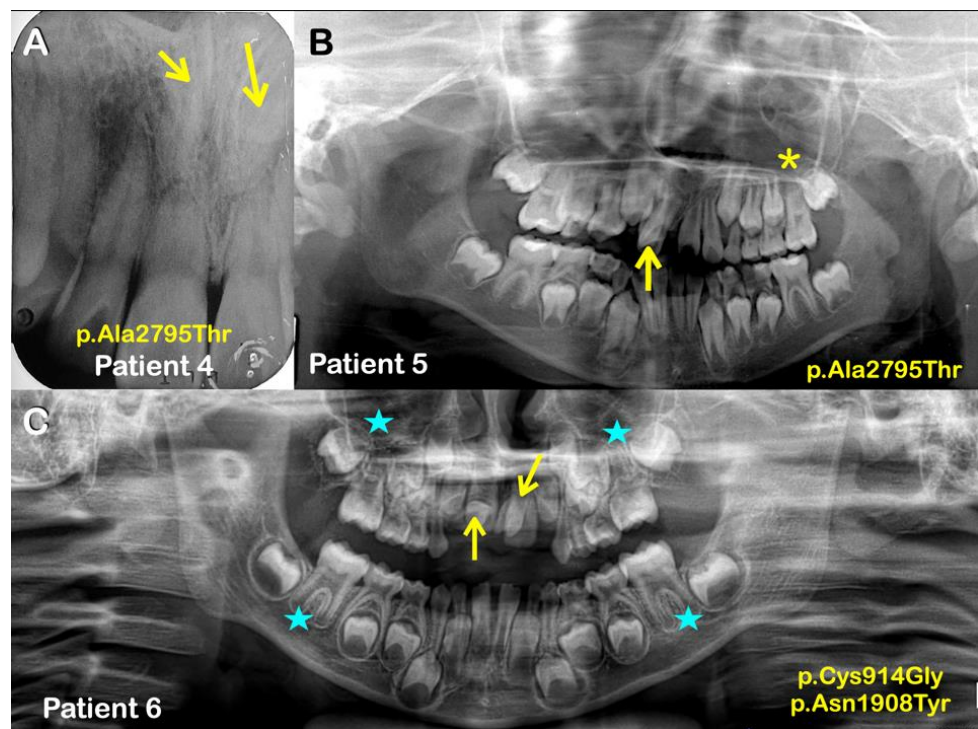 A
p.Ala2795Thr
Patient 4
B
Patient 5
p.Ala2795Thr
C
Patient 6
p.Cys914Gly
p.Asn1908Tyr